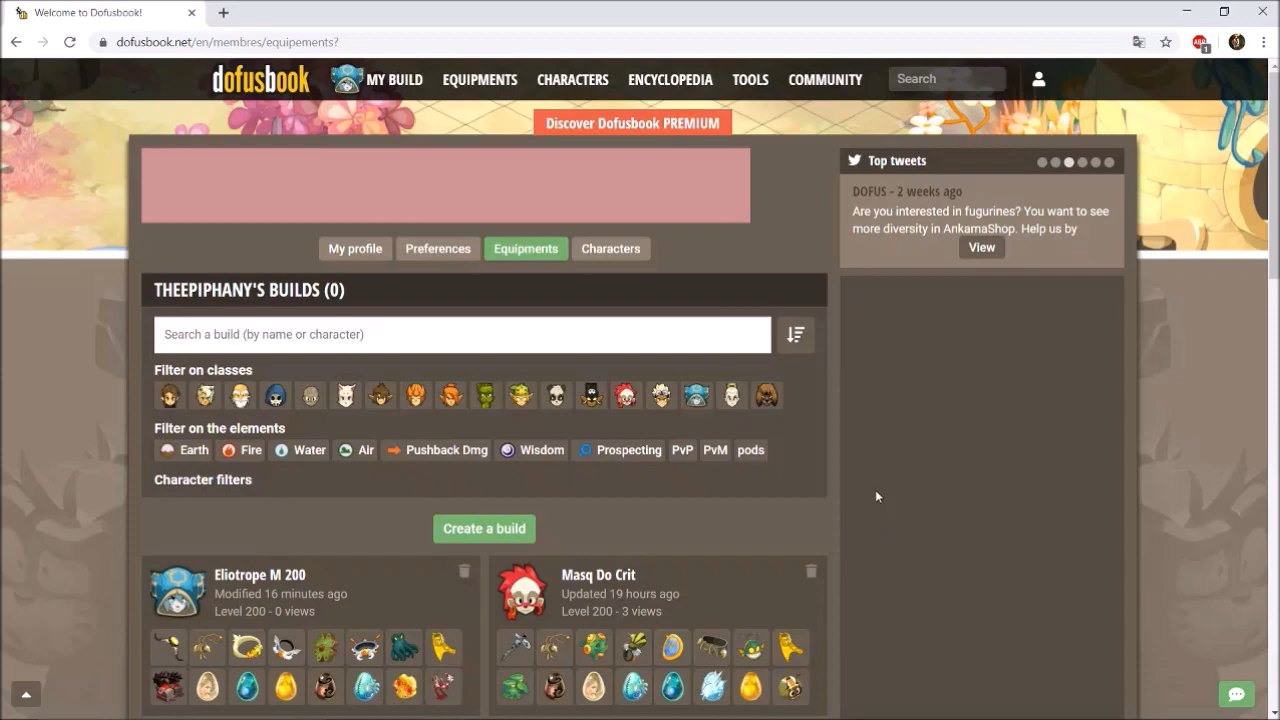 Welcome to Dofusbook!
dofusbook.net/en/membres/equipements?
ABP
1
dofusbook
MY BUILD
EQUIPMENTS
CHARACTERS
ENCYCLOPEDIA
TOOLS
COMMUNITY
Search
Discover Dofusbook PREMIUM
Top tweets
DOFUS - 2 weeks ago
Are you interested in fugurines? You want to see
more diversity in AnkamaShop. Help us by
View
My profile
Preferences
Equipments
Characters
THEEPIPHANY'S BUILDS (0)
Search a build (by name or character)
Filter on classes
Filter on the elements
Earth
Fire
Water
Air
Pushback Dmg
Wisdom
Prospecting
PvP
PvM
pods
Character filters
Create a build
Eliotrope M 200
Modified 16 minutes ago
Level 200 - 0 views
Masq Do Crit
Updated 19 hours ago
Level 200 - 3 views